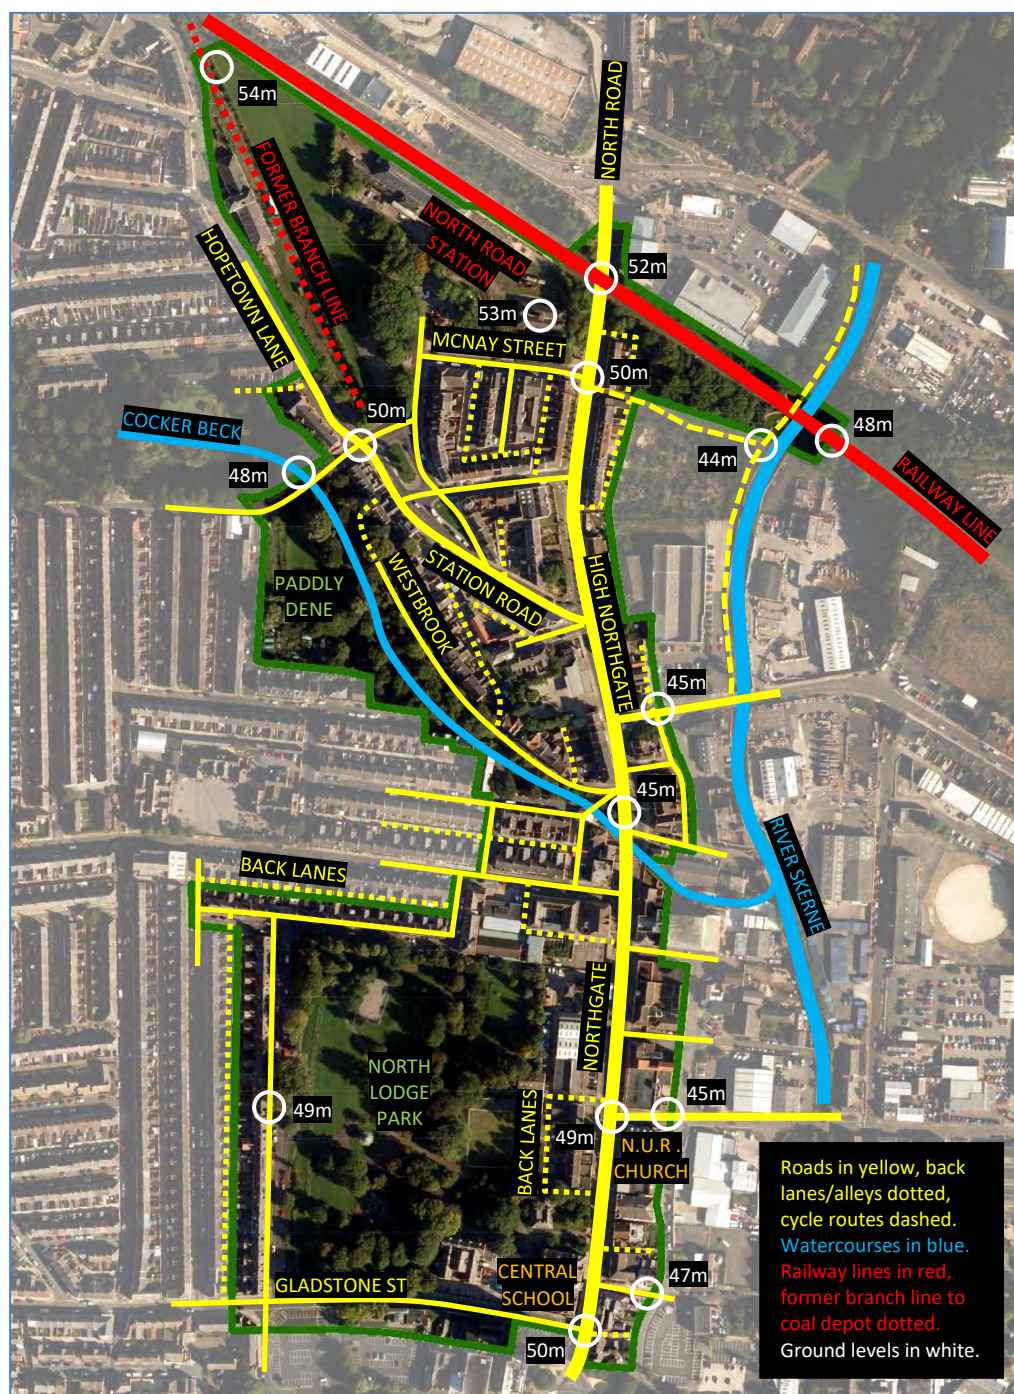 54m
NORTH ROAD
FORMER BRANCH LINE
NORTH ROAD
STATION
52m
HOPETOWN LANE
53m
MCNAY STREET
50m
50m
COCKER BECK
48m
44m
48m
RAILWAY LINE
PADDLY
DENE
WESTBROOK
STATION ROAD
HIGH NORTHGATE
45m
45m
RIVER SKERNE
BACK LANES
NORTHGATE
NORTH
LODGE
PARK
49m
BACK LANES
49m
45m
N.U.R .
CHURCH
GLADSTONE ST
CENTRAL
SCHOOL
47m
50m
Roads in yellow, back
lanes/alleys dotted,
cycle routes dashed.
Watercourses in blue.
Railway lines in red,
former branch line to
coal depot dotted.
Ground levels in white.